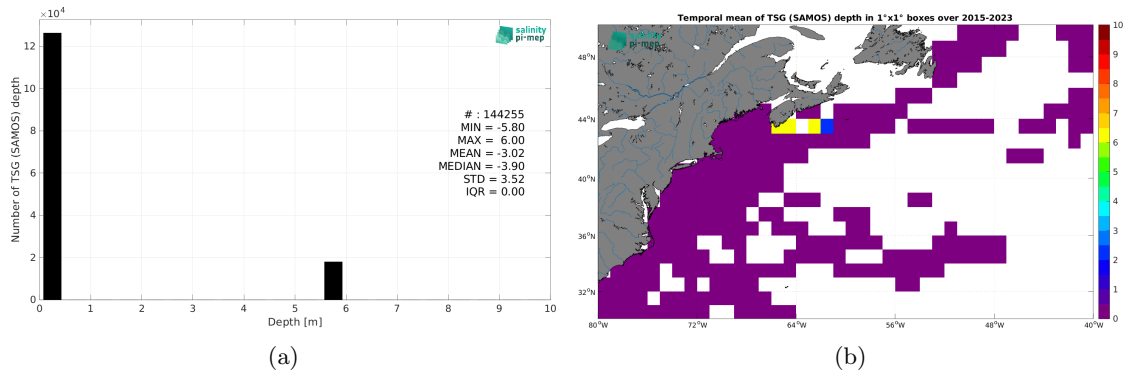 ×10⁴
salinity
pi-mep
# : 144255
MIN = -5.80
MAX = 6.00
MEAN = -3.02
MEDIAN = -3.90
STD = 3.52
IQR = 0.00
Number of TSG (SAMOS) depth
12
10
8
6
4
2
0
0 1 2 3 4 5 6 7 8 9 10
Depth [m]
(a)
Temporal mean of TSG (SAMOS) depth in 1°x1° boxes over 2015-2023
salinity
pi-mep
48°N
44°N
40°N
36°N
32°N
80°W 72°W 64°W 56°W 48°W 40°W
10
9
8
7
6
5
4
3
2
1
0
(b)